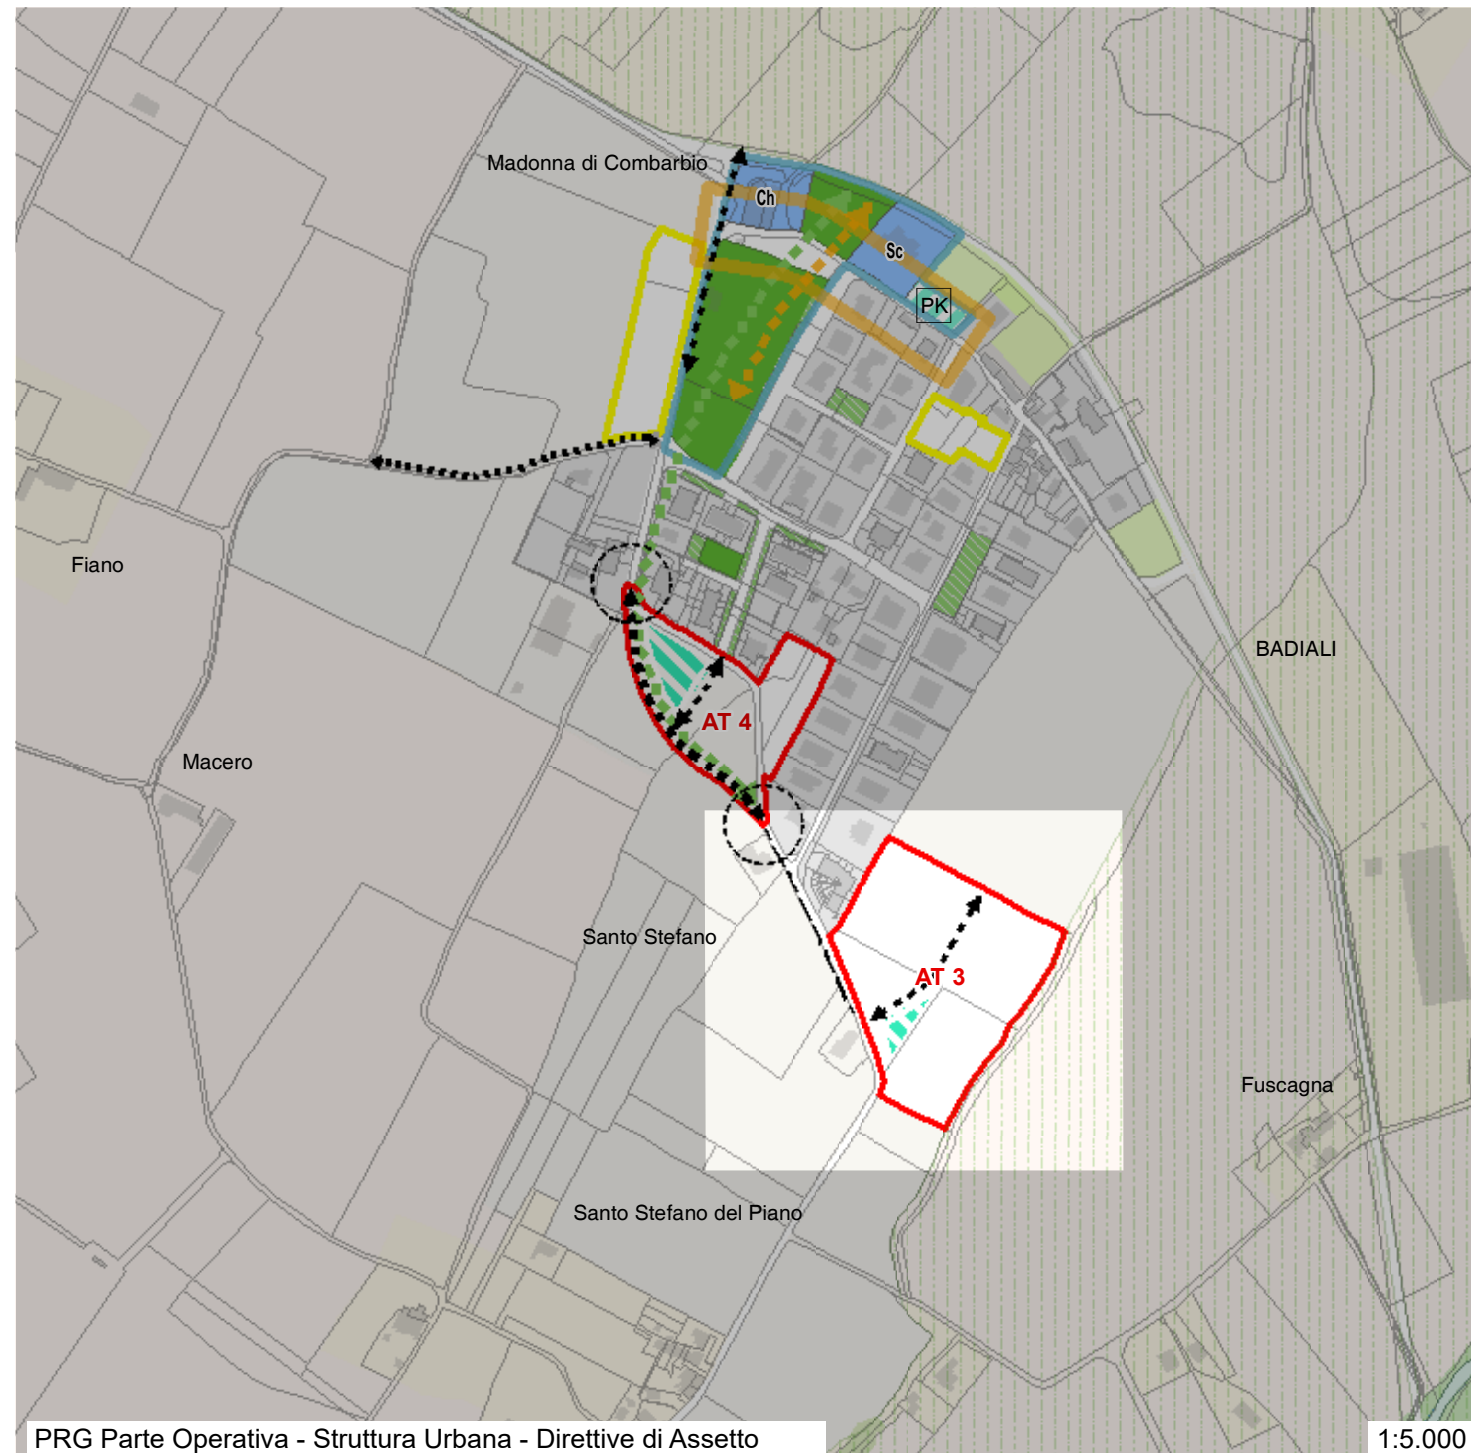 Madonna di Combarbio
Ch
Sc
PK
Fiano
BADIALI
AT 4
Macero
Santo Stefano
AT 3
Fuscagna
Santo Stefano del Piano
PRG Parte Operativa - Struttura Urbana - Direttive di Assetto
1:5.000